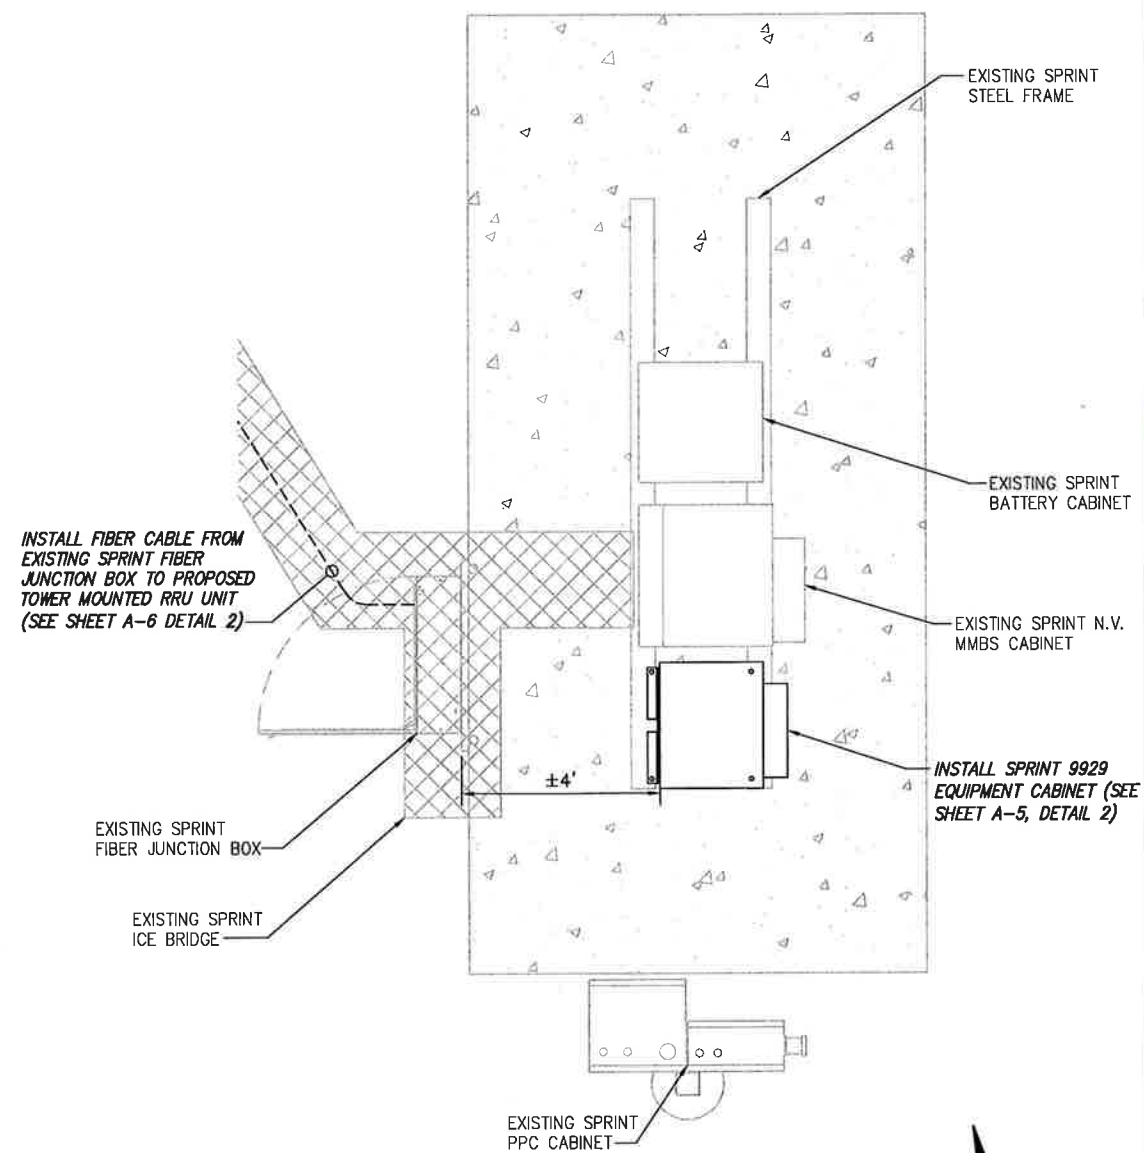 EXISTING SPRINT
STEEL FRAME
EXISTING SPRINT
BATTERY CABINET
INSTALL FIBER CABLE FROM
EXISTING SPRINT FIBER
JUNCTION BOX TO PROPOSED
TOWER MOUNTED RRU UNIT
(SEE SHEET A-6 DETAIL 2)
EXISTING SPRINT N.V.
MMBS CABINET
±4'
INSTALL SPRINT 9929
EQUIPMENT CABINET (SEE
SHEET A-5, DETAIL 2)
EXISTING SPRINT
FIBER JUNCTION BOX
EXISTING SPRINT
ICE BRIDGE
EXISTING SPRINT
PPC CABINET